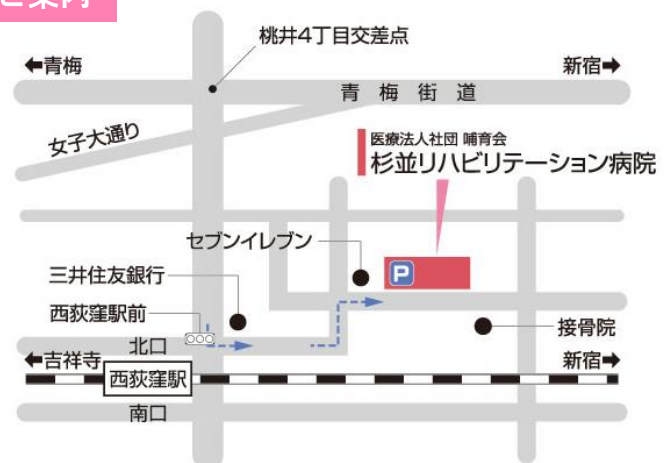 ご案内
桃井4丁目交差点
←青梅
新宿→
青梅街道
女子大通り
医療法人社団 哺育会
杉並リハビリテーション病院
セブンイレブン
P
三井住友銀行
西荻窪駅前
接骨院
北口
←吉祥寺
新宿→
西荻窪駅
南口